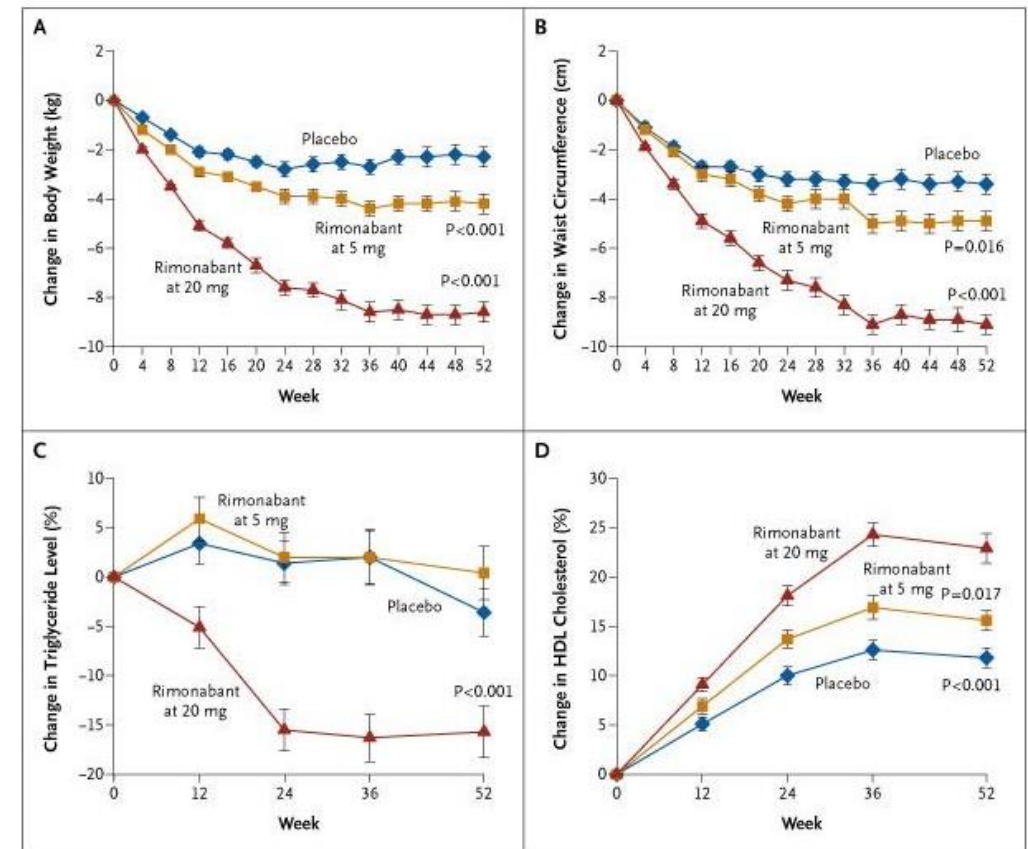 A
Change in Body Weight (kg)
2
0
−2
−4
−6
−8
−10
Placebo
Rimonabant
at 5 mg
P<0.001
Rimonabant
at 20 mg
P<0.001
0 4 8 12 16 20 24 28 32 36 40 44 48 52
Week
B
Change in Waist Circumference (cm)
2
0
−2
−4
−6
−8
−10
Placebo
Rimonabant
at 5 mg
P=0.016
Rimonabant
at 20 mg
P<0.001
0 4 8 12 16 20 24 28 32 36 40 44 48 52
Week
C
Change in Triglyceride Level (%)
10
5
0
−5
−10
−15
−20
Rimonabant
at 5 mg
Placebo
Rimonabant
at 20 mg
P<0.001
0 12 24 36 52
Week
D
Change in HDL Cholesterol (%)
30
25
20
15
10
5
0
Rimonabant
at 20 mg
Rimonabant
at 5 mg P=0.017
Placebo
P<0.001
0 12 24 36 52
Week